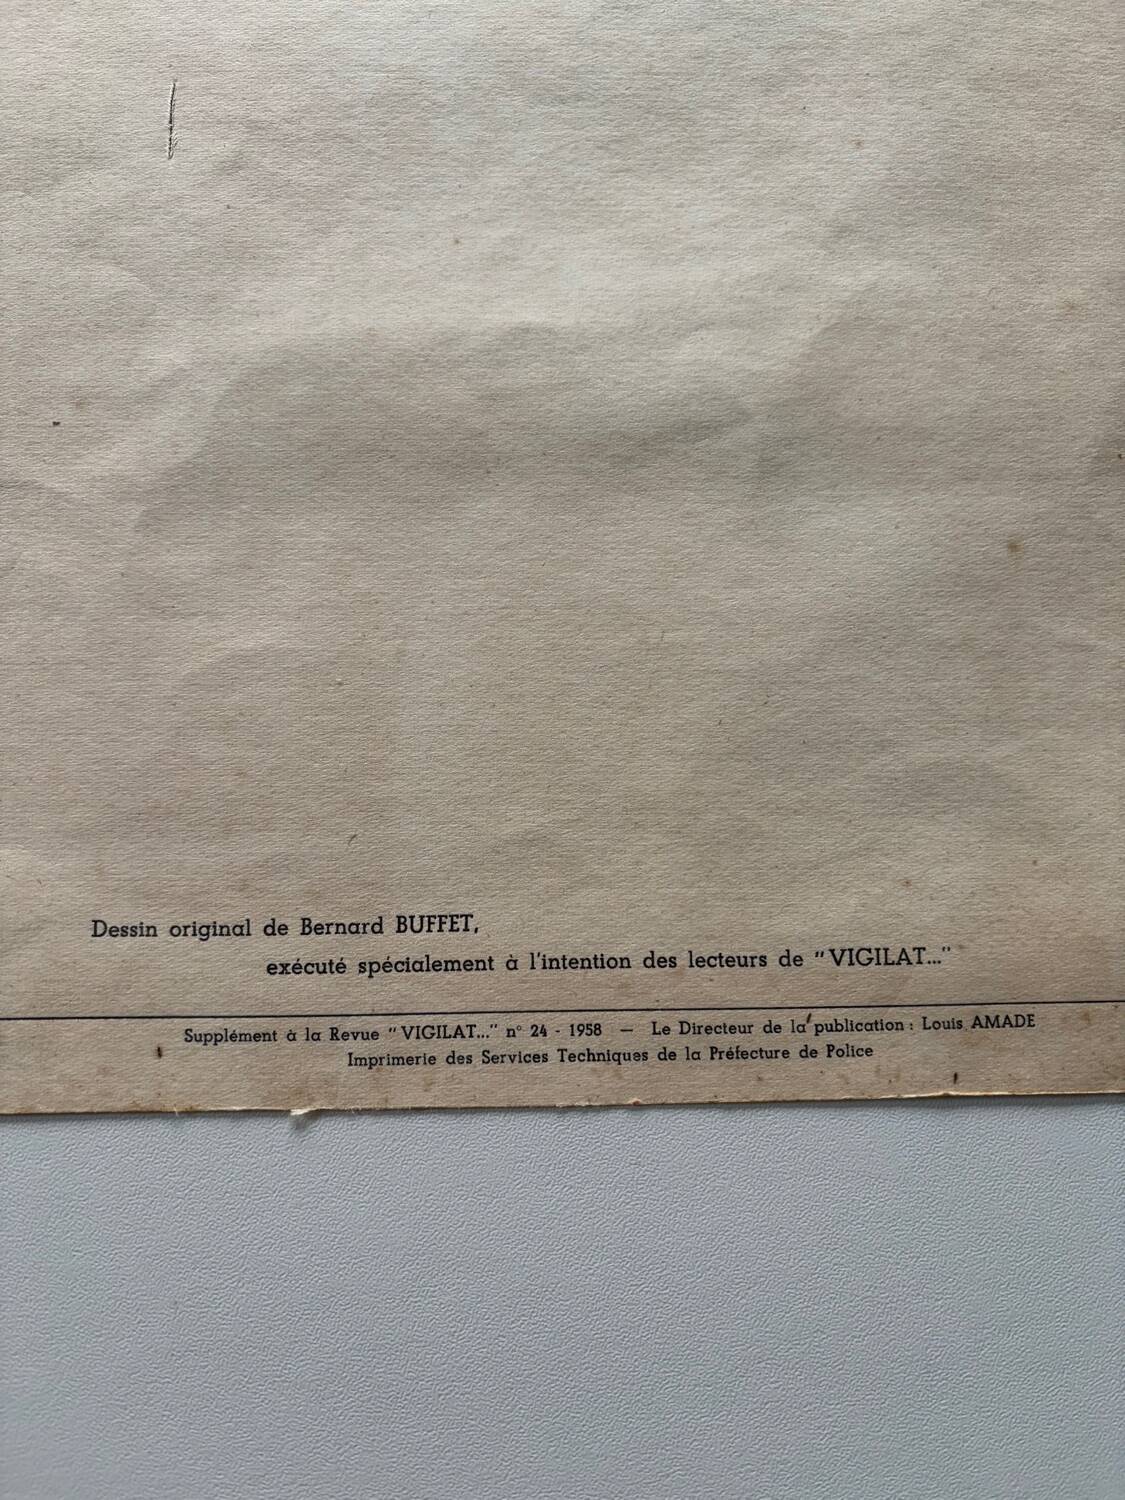 Dessin original de Bernard BUFFET,
exécuté spécialement à l'intention des lecteurs de "VIGILAT..."
Supplément à la Revue "VIGILAT..." n° 24 - 1958 — Le Directeur de la publication : Louis AMADE
Imprimerie des Services Techniques de la Préfecture de Police